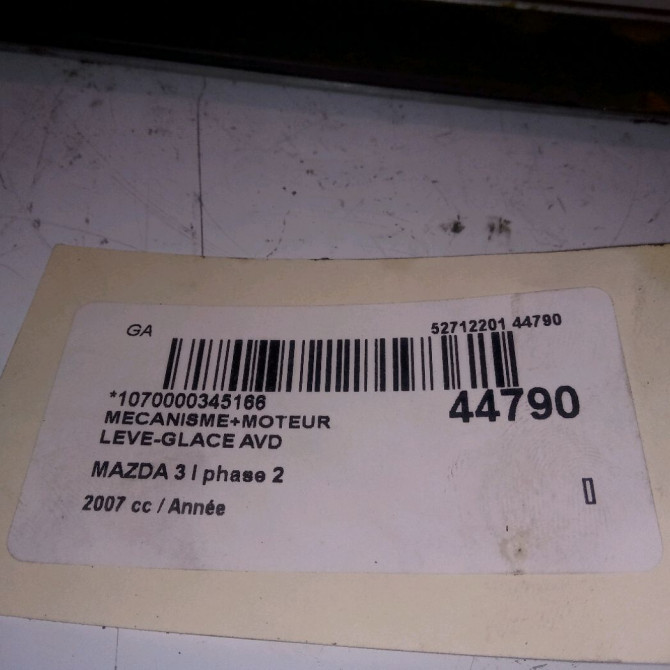 GA
52712201 44790
*1070000345166
44790
MECANISME+MOTEUR
LEVE-GLACE AVD
MAZDA 3 I phase 2
2007 cc / Année